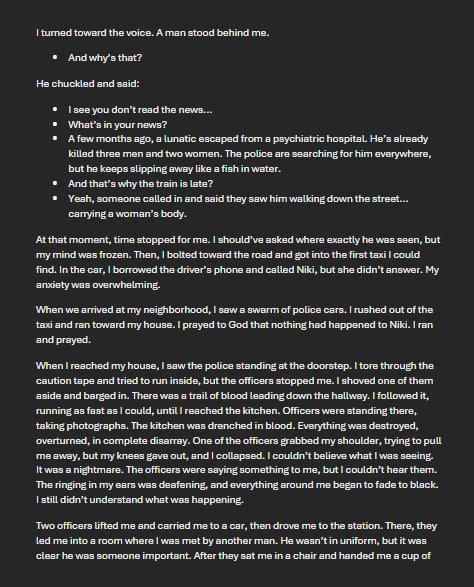 I turned toward the voice. A man stood behind me.
• And why's that?
He chuckled and said:
• I see you don't read the news...
• What's in your news?
• A few months ago, a lunatic escaped from a psychiatric hospital. He's already
killed three men and two women. The police are searching for him everywhere,
but he keeps slipping away like a fish in water.
• And that's why the train is late?
• Yeah, someone called in and said they saw him walking down the street...
carrying a woman's body.
At that moment, time stopped for me. I should've asked where exactly he was seen, but
my mind was frozen. Then, I bolted toward the road and got into the first taxi I could
find. In the car, I borrowed the driver's phone and called Niki, but she didn't answer. My
anxiety was overwhelming.
When we arrived at my neighborhood, I saw a swarm of police cars. I rushed out of the
taxi and ran toward my house. I prayed to God that nothing had happened to Niki. I ran
and prayed.
When I reached my house, I saw the police standing at the doorstep. I tore through the
caution tape and tried to run inside, but the officers stopped me. I shoved one of them
aside and barged in. There was a trail of blood leading down the hallway. I followed it,
running as fast as I could, until I reached the kitchen. Officers were standing there,
taking photographs. The kitchen was drenched in blood. Everything was destroyed,
overturned, in complete disarray. One of the officers grabbed my shoulder, trying to pull
me away, but my knees gave out, and I collapsed. I couldn't believe what I was seeing.
It was a nightmare. The officers were saying something to me, but I couldn't hear them.
The ringing in my ears was deafening, and everything around me began to fade to black.
I still didn't understand what was happening.
Two officers lifted me and carried me to a car, then drove me to the station. There, they
led me into a room where I was met by another man. He wasn't in uniform, but it was
clear he was someone important. After they sat me in a chair and handed me a cup of